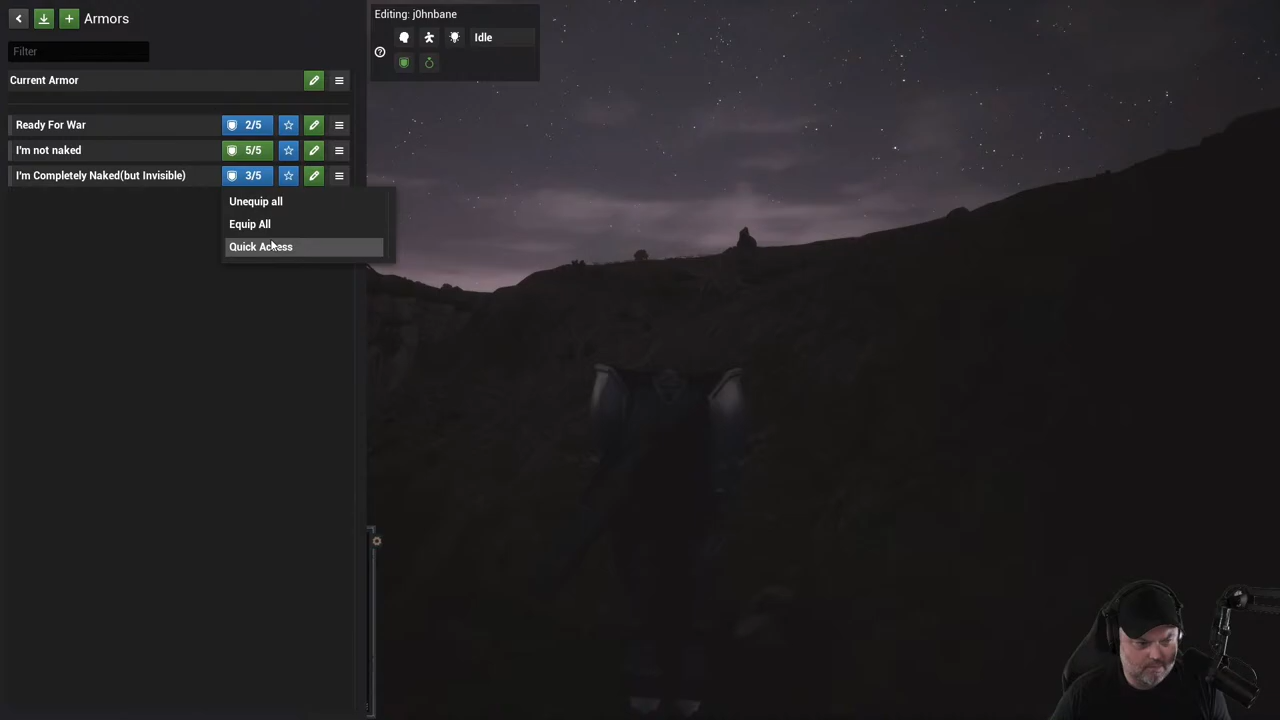 Armors
Editing: j0hnbane
Idle
Filter
Current Armor
Ready For War 2/5
I'm not naked 5/5
I'm Completely Naked(but Invisible) 3/5
Unequip all
Equip All
Quick Access